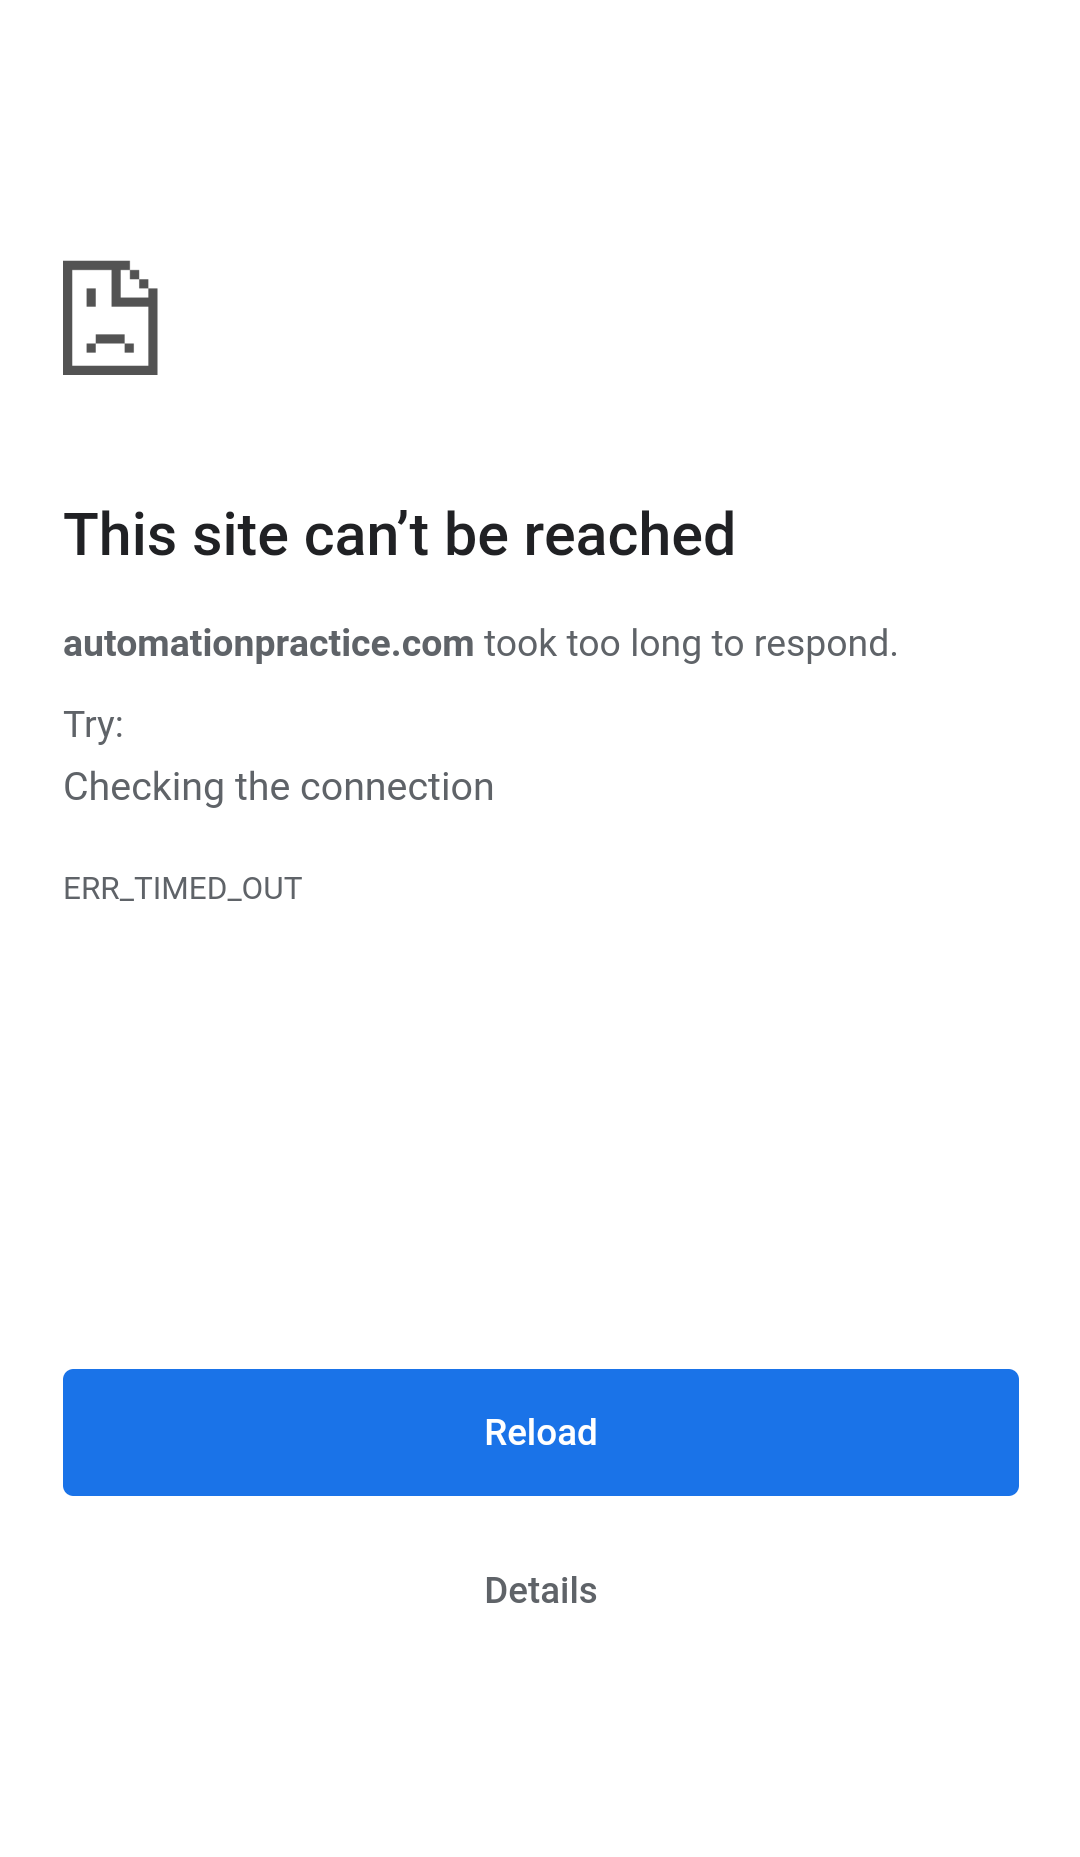 This site can’t be reached
automationpractice.com took too long to respond.
Try:
Checking the connection
ERR_TIMED_OUT
Reload
Details